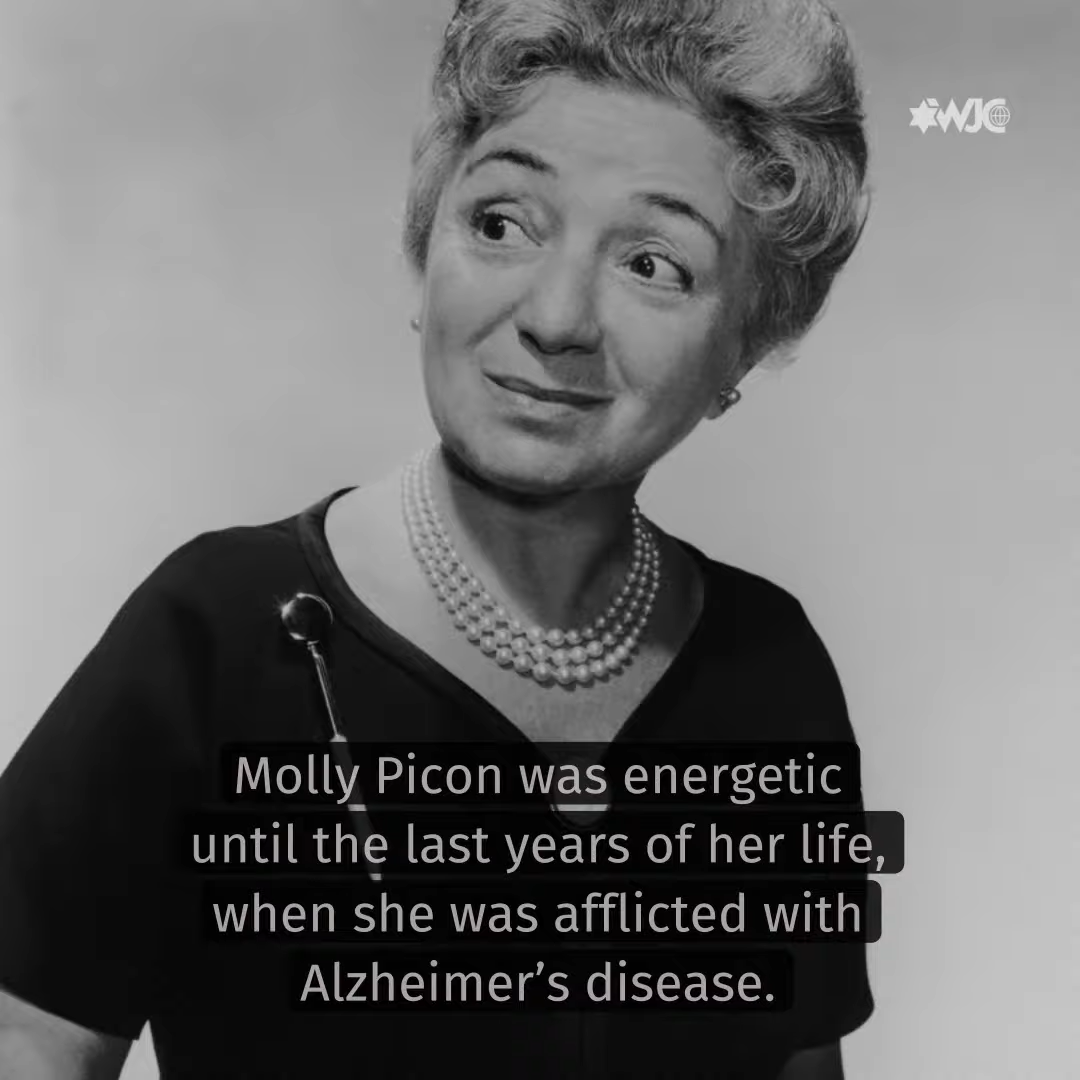 WJC
Molly Picon was energetic
until the last years of her life,
when she was afflicted with
Alzheimer’s disease.